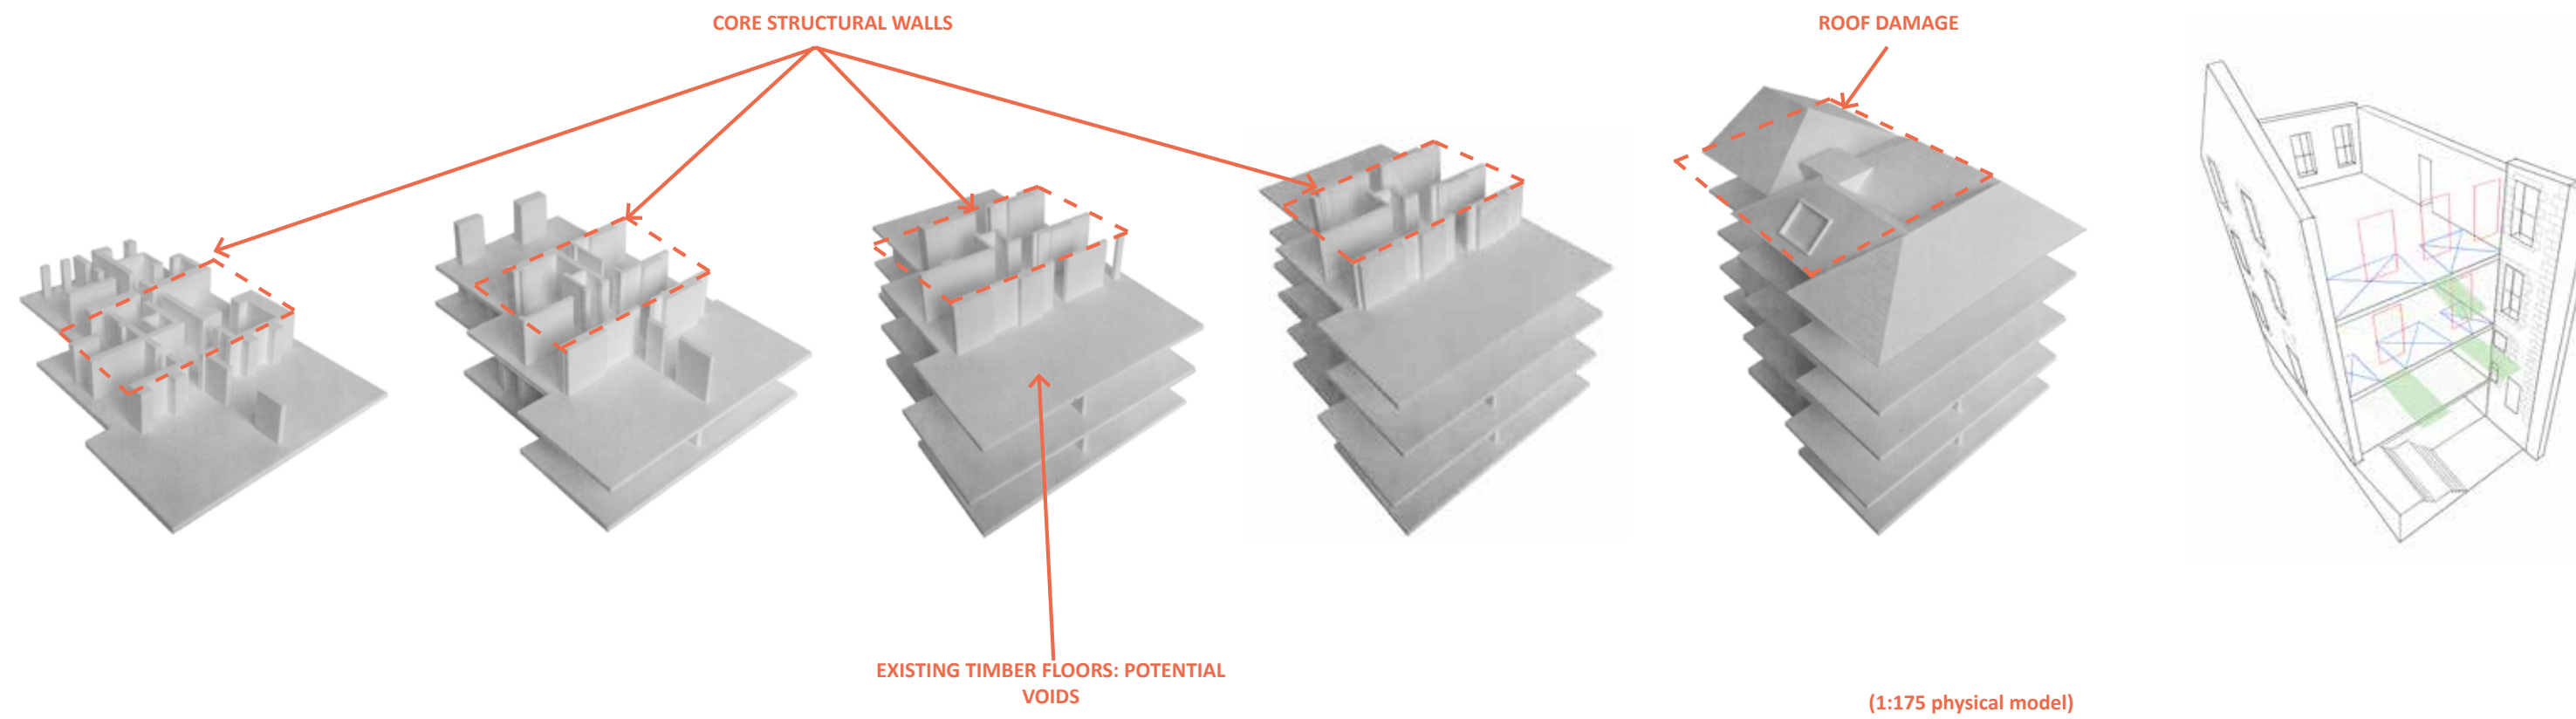 CORE STRUCTURAL WALLS
ROOF DAMAGE
EXISTING TIMBER FLOORS: POTENTIAL
VOIDS
(1:175 physical model)